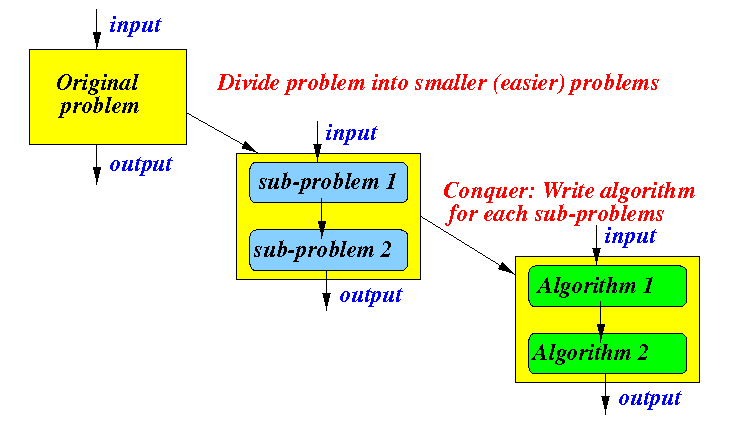 input
Original
problem
output
Divide problem into smaller (easier) problems
input
sub-problem 1
sub-problem 2
output
Conquer: Write algorithm
for each sub-problems
input
Algorithm 1
Algorithm 2
output